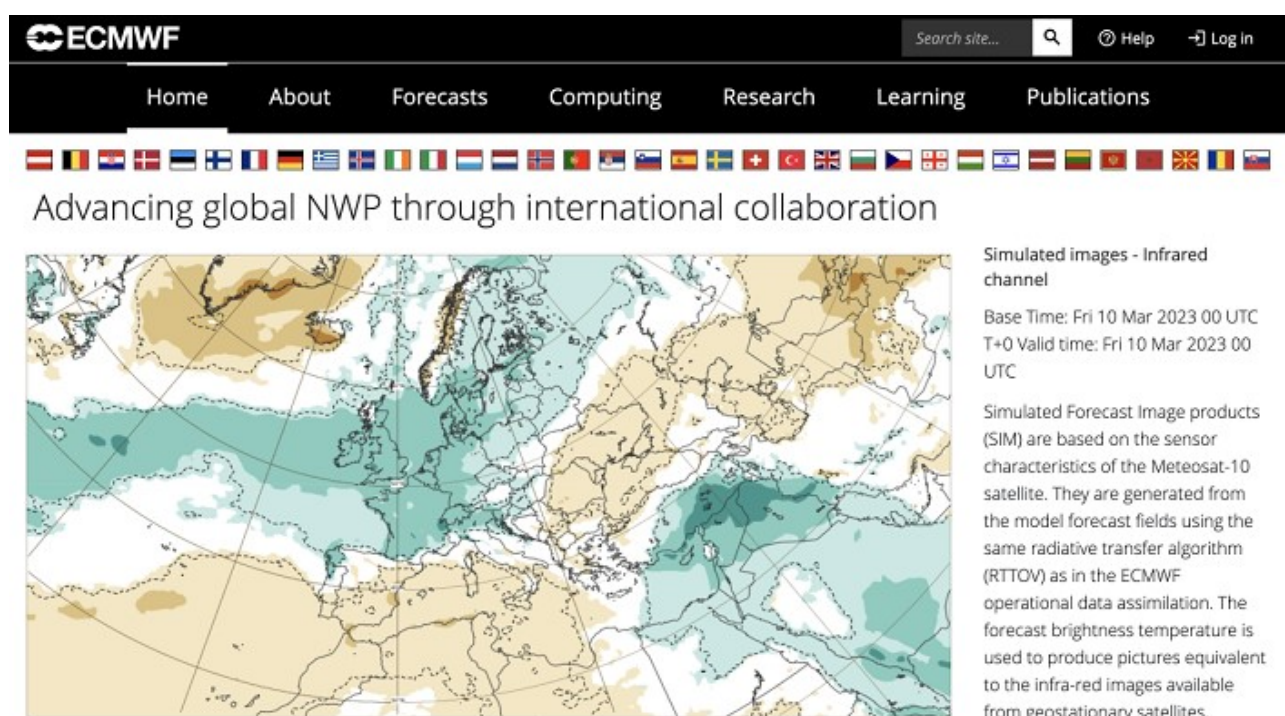 ECMWF
Search site...
Help
Log in
Home About Forecasts Computing Research Learning Publications
Advancing global NWP through international collaboration
Simulated images - Infrared
channel
Base Time: Fri 10 Mar 2023 00 UTC
T+0 Valid time: Fri 10 Mar 2023 00
UTC
Simulated Forecast Image products
(SIM) are based on the sensor
characteristics of the Meteosat-10
satellite. They are generated from
the model forecast fields using the
same radiative transfer algorithm
(RTTOV) as in the ECMWF
operational data assimilation. The
forecast brightness temperature is
used to produce pictures equivalent
to the infra-red images available
from geostationary satellites.